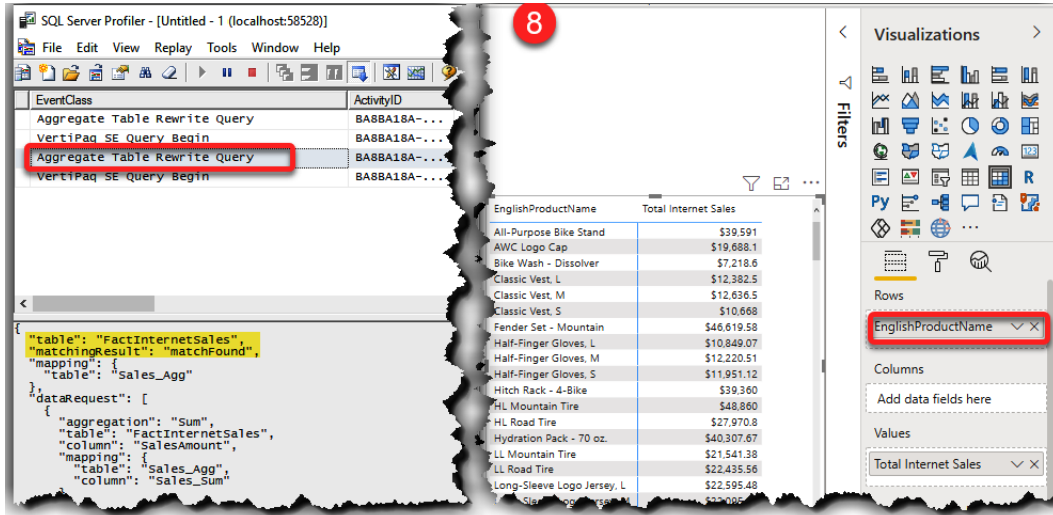 SQL Server Profiler - [Untitled - 1 (localhost:58528)]
File Edit View Replay Tools Window Help
EventClass ActivityID
Aggregate Table Rewrite Query BA8BA18A-...
VertiPaq SE Query Begin BA8BA18A-...
Aggregate Table Rewrite Query BA8BA18A-...
VertiPaq SE Query Begin BA8BA18A-...
{
"table": "FactInternetSales",
"matchingResult": "matchFound",
"mapping": {
"table": "Sales_Agg"
},
"dataRequest": [
{
"aggregation": "Sum",
"table": "FactInternetSales",
"column": "SalesAmount",
"mapping": {
"table": "Sales_Agg",
"column": "Sales_Sum"
8
EnglishProductName Total Internet Sales
All-Purpose Bike Stand $39,591
AWC Logo Cap $19,688.1
Bike Wash - Dissolver $7,218.6
Classic Vest, L $12,382.5
Classic Vest, M $12,636.5
Classic Vest, S $10,668
Fender Set - Mountain $46,619.58
Half-Finger Gloves, L $10,849.07
Half-Finger Gloves, M $12,220.51
Half-Finger Gloves, S $11,951.12
Hitch Rack - 4-Bike $39,360
HL Mountain Tire $48,860
HL Road Tire $27,970.8
Hydration Pack - 70 oz. $40,307.67
LL Mountain Tire $21,541.38
LL Road Tire $22,435.56
Long-Sleeve Logo Jersey, L $22,595.48
Filters
Visualizations
123
R
Py
Rows
EnglishProductName
Columns
Add data fields here
Values
Total Internet Sales